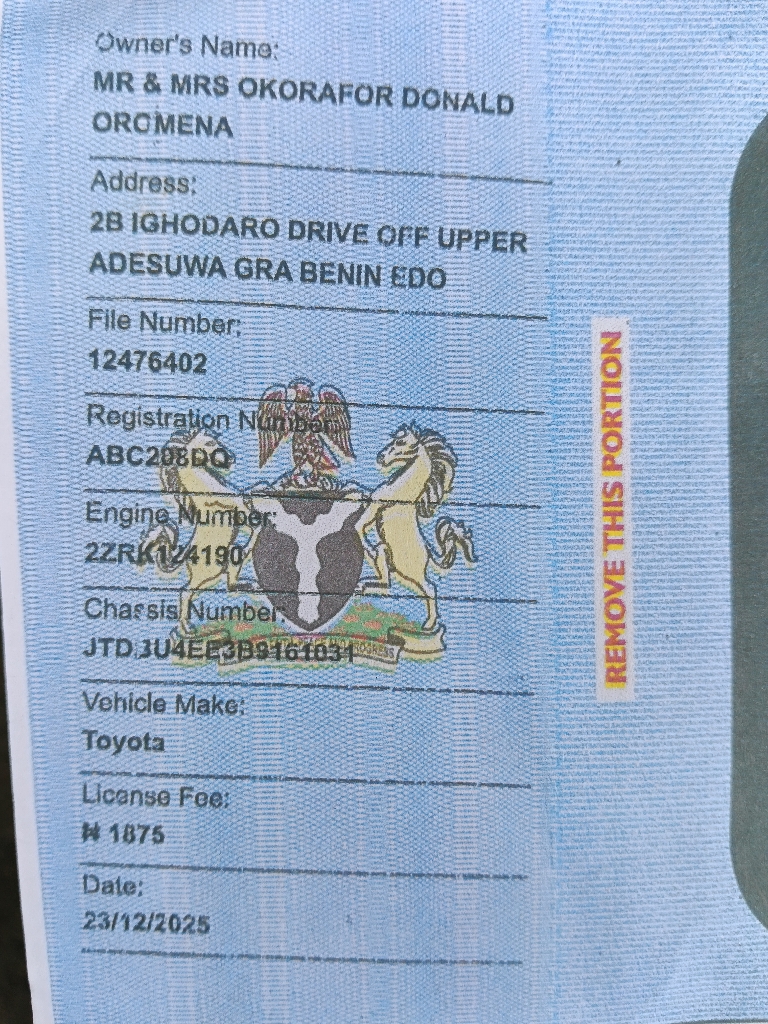 Owner's Name:
MR & MRS OKORAFOR DONALD
OROMENA
Address:
2B IGHODARO DRIVE OFF UPPER
ADESUWA GRA BENIN EDO
File Number:
12476402
Registration Number:
ABC208DQ
Engine Number:
2ZRK124190
Chassis Number:
JTDJU4EE3B9161031
Vehicle Make:
Toyota
License Fee:
₦ 1875
Date:
23/12/2025
REMOVE THIS PORTION